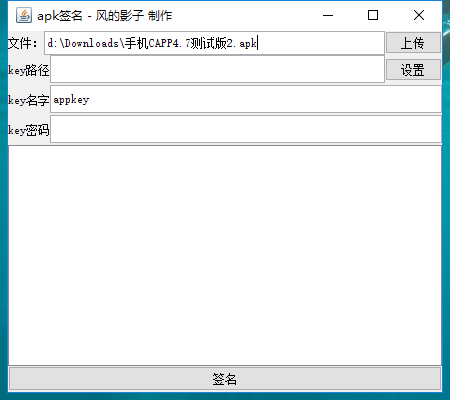 apk签名 - 风的影子 制作
文件： d:\Downloads\手机CAPP4.7测试版2.apk 上传
key路径 设置
key名字 appkey
key密码
签名